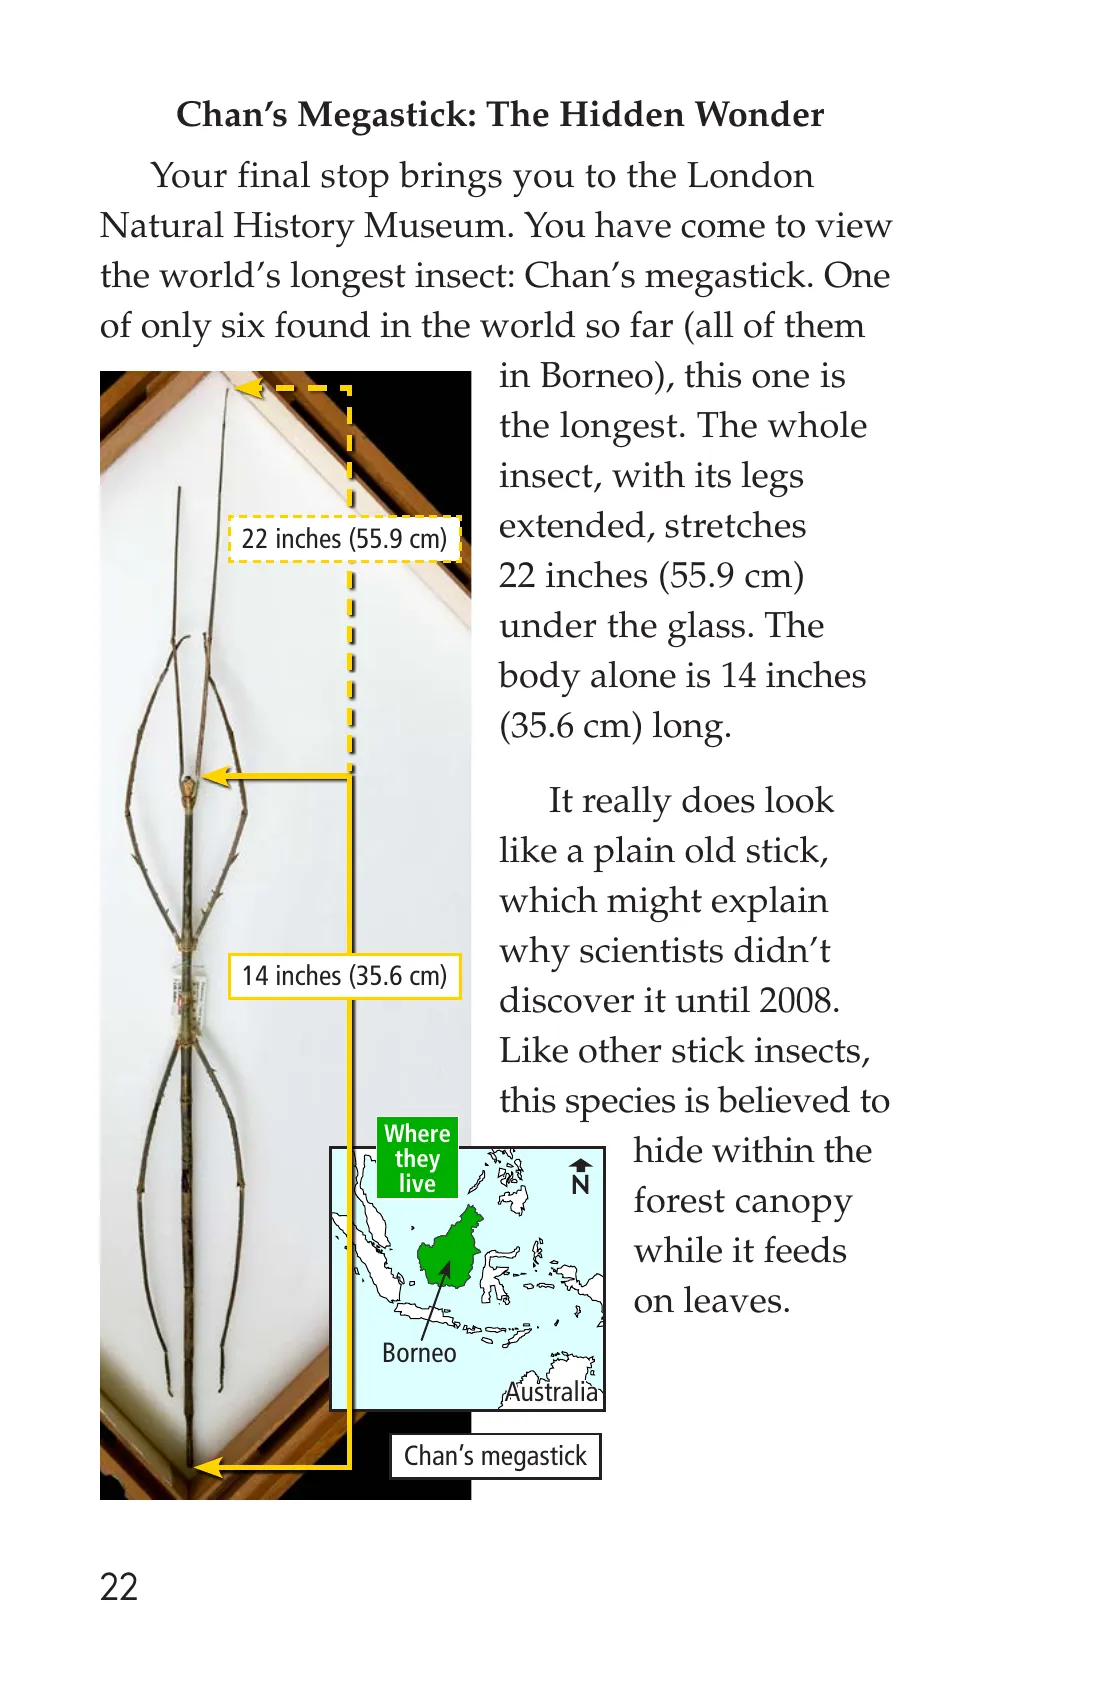 Chan’s Megastick: The Hidden Wonder
Your final stop brings you to the London
Natural History Museum. You have come to view
the world’s longest insect: Chan’s megastick. One
of only six found in the world so far (all of them
in Borneo), this one is
the longest. The whole
insect, with its legs
extended, stretches
22 inches (55.9 cm)
under the glass. The
body alone is 14 inches
(35.6 cm) long.
It really does look
like a plain old stick,
which might explain
why scientists didn’t
discover it until 2008.
Like other stick insects,
this species is believed to
hide within the
forest canopy
while it feeds
on leaves.
22 inches (55.9 cm)
14 inches (35.6 cm)
Where
they
live
N
Borneo
Australia
Chan’s megastick
22